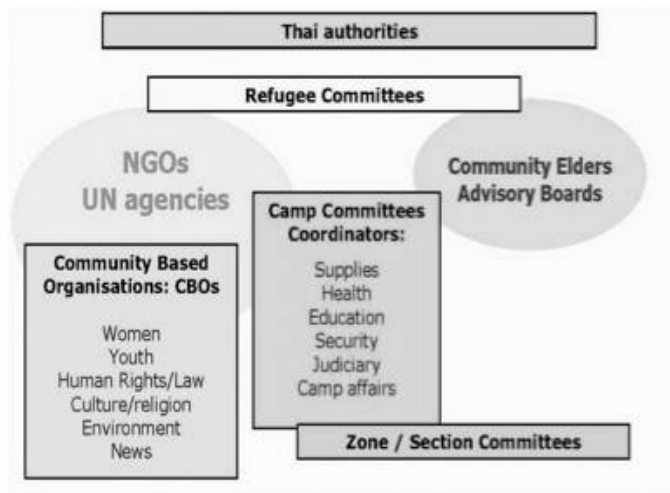 Thai authorities
Refugee Committees
NGOs
UN agencies
Community Elders
Advisory Boards
Camp Committees
Coordinators:
Supplies
Health
Education
Security
Judiciary
Camp affairs
Community Based
Organisations: CBOs
Women
Youth
Human Rights/Law
Culture/religion
Environment
News
Zone / Section Committees